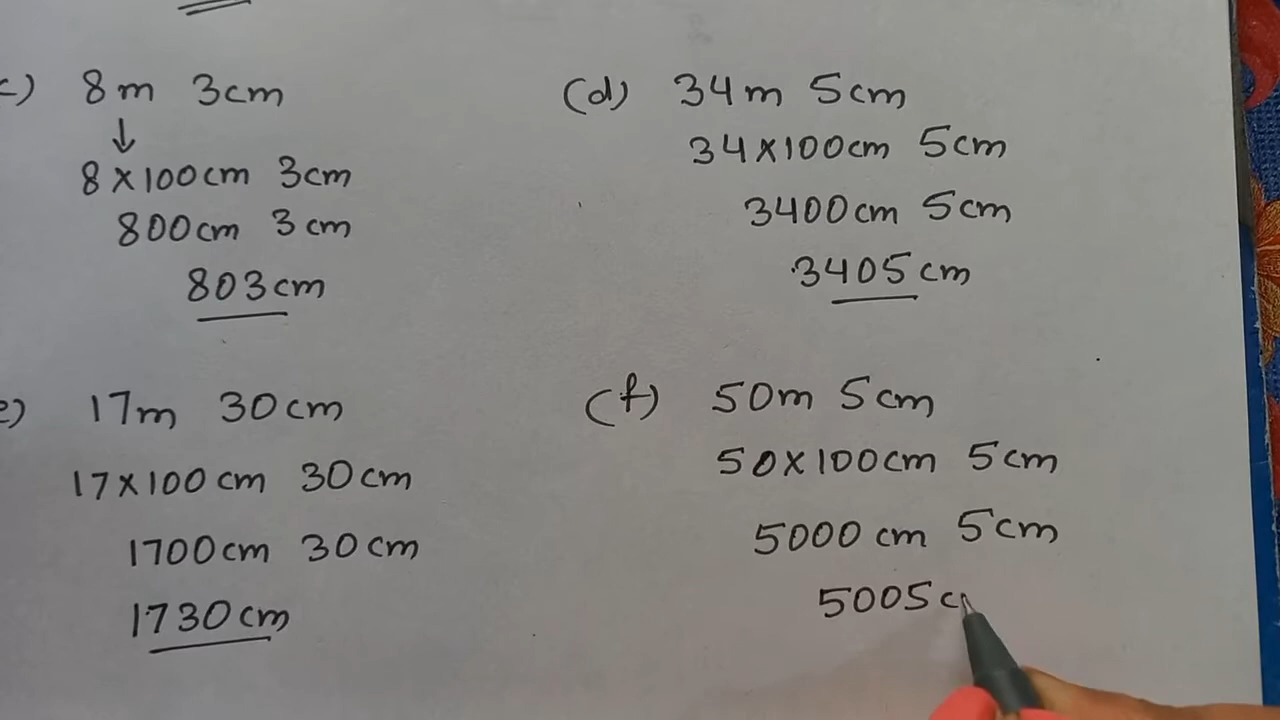 c) 8m 3cm
↓
8×100cm 3cm
800cm 3cm
803cm
(d) 34m 5cm
34×100cm 5cm
3400cm 5cm
3405cm
e) 17m 30cm
17×100cm 30cm
1700cm 30cm
1730cm
(f) 50m 5cm
50×100cm 5cm
5000cm 5cm
5005c